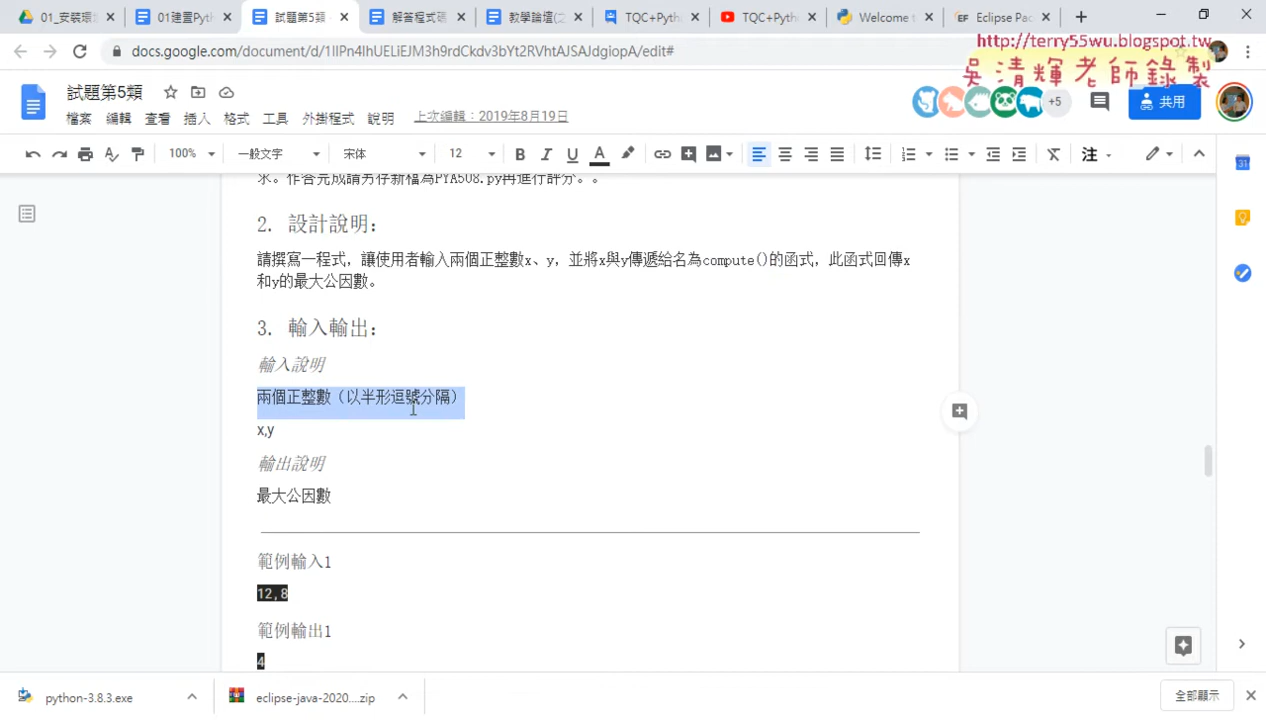 01_安裝環
01建置Pyth
試題第5類
解答程式碼
教學論壇(之
TQC+Pyth
TQC+Pyth
Welcome t
Eclipse Pac
docs.google.com/document/d/1IIPn4IhUELiEJM3h9rdCkdv3bYt2RVhtAJSAJdgiopA/edit#
http://terry55wu.blogspot.tw
吳清輝老師錄製
試題第5類
檔案 編輯 查看 插入 格式 工具 外掛程式 說明 上次編輯:2019年8月19日
+5
共用
100% 一般文字 宋体 12 B I U A 注
求。作答完成請另存新檔為PYA508.py再進行評分。。
2. 設計說明:
請撰寫一程式,讓使用者輸入兩個正整數x、y,並將x與y傳遞給名為compute()的函式,此函式回傳x
和y的最大公因數。
3. 輸入輸出:
輸入說明
兩個正整數(以半形逗號分隔)
x,y
輸出說明
最大公因數
範例輸入1
12,8
範例輸出1
4
python-3.8.3.exe
eclipse-java-2020....zip
全部顯示